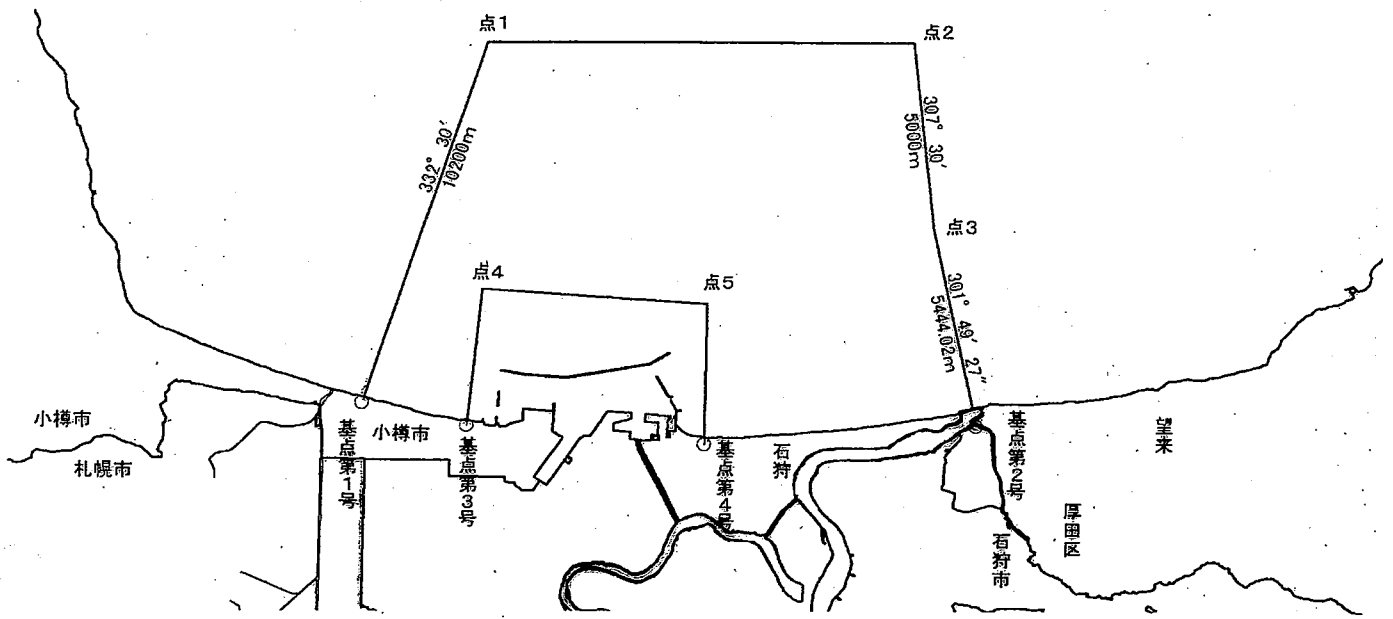 点1
点2
332° 30′
10200m
307° 30′
5000m
点3
点4
点5
301° 49′ 27″
5444.02m
小樽市
札幌市
基点第1号
小樽市
基点第3号
基点第4号
石狩
基点第2号
望来
厚田区
石狩市